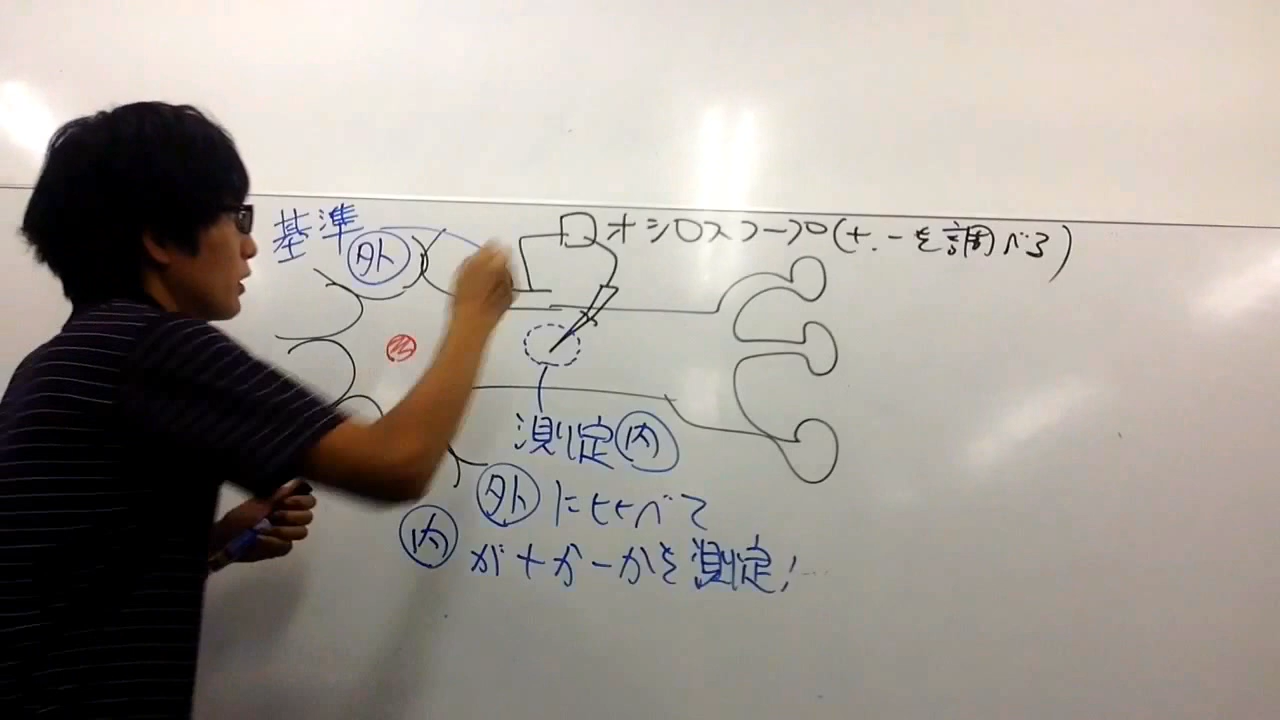 基準
外
オシロスコープ(+.-を調べる)
測定内
外に比べて
内が+か-かを測定!